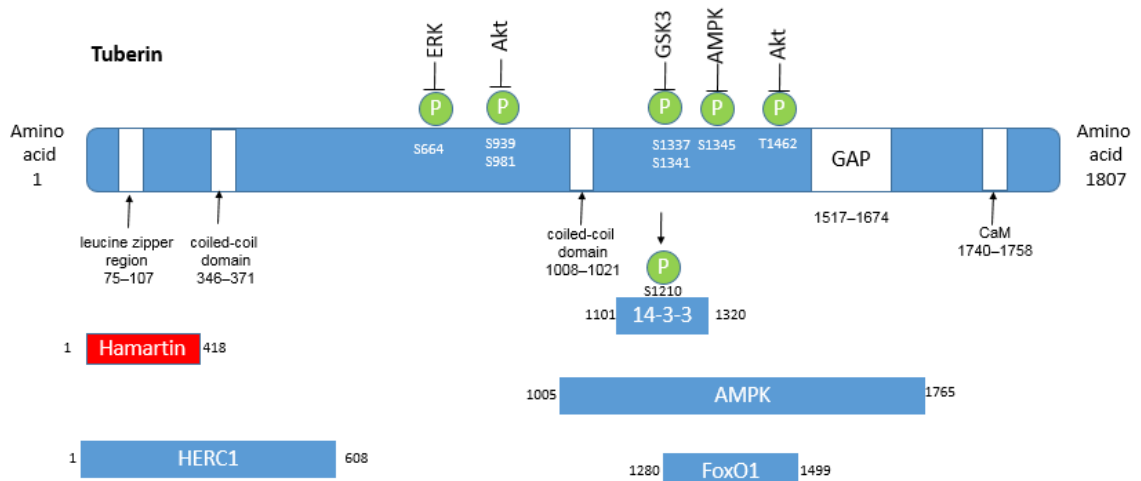 Tuberin
ERK
Akt
GSK3
AMPK
Akt
P
P
P
P
P
Amino
acid
1
S664
S939
S981
S1337
S1341
S1345
T1462
GAP
Amino
acid
1807
leucine zipper
region
75–107
coiled-coil
domain
346–371
coiled-coil
domain
1008–1021
1517–1674
CaM
1740–1758
P
S1210
1101
14-3-3
1320
1
Hamartin
418
1005
AMPK
1765
1
HERC1
608
1280
FoxO1
1499